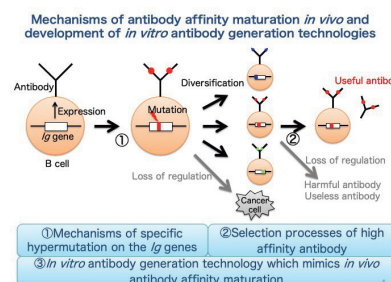 Mechanisms of antibody affinity maturation in vivo and
development of in vitro antibody generation technologies
Antibody
Diversification
Useful antibo
Expression
Mutation
Ig gene
①
②
B cell
Loss of regulation
Loss of regulation
Cancer
cell
Harmful antibody
Useless antibody
①Mechanisms of specific
hypermutation on the Ig genes
②Selection processes of high
affinity antibody
③In vitro antibody generation technology which mimics in vivo
antibody affinity maturation